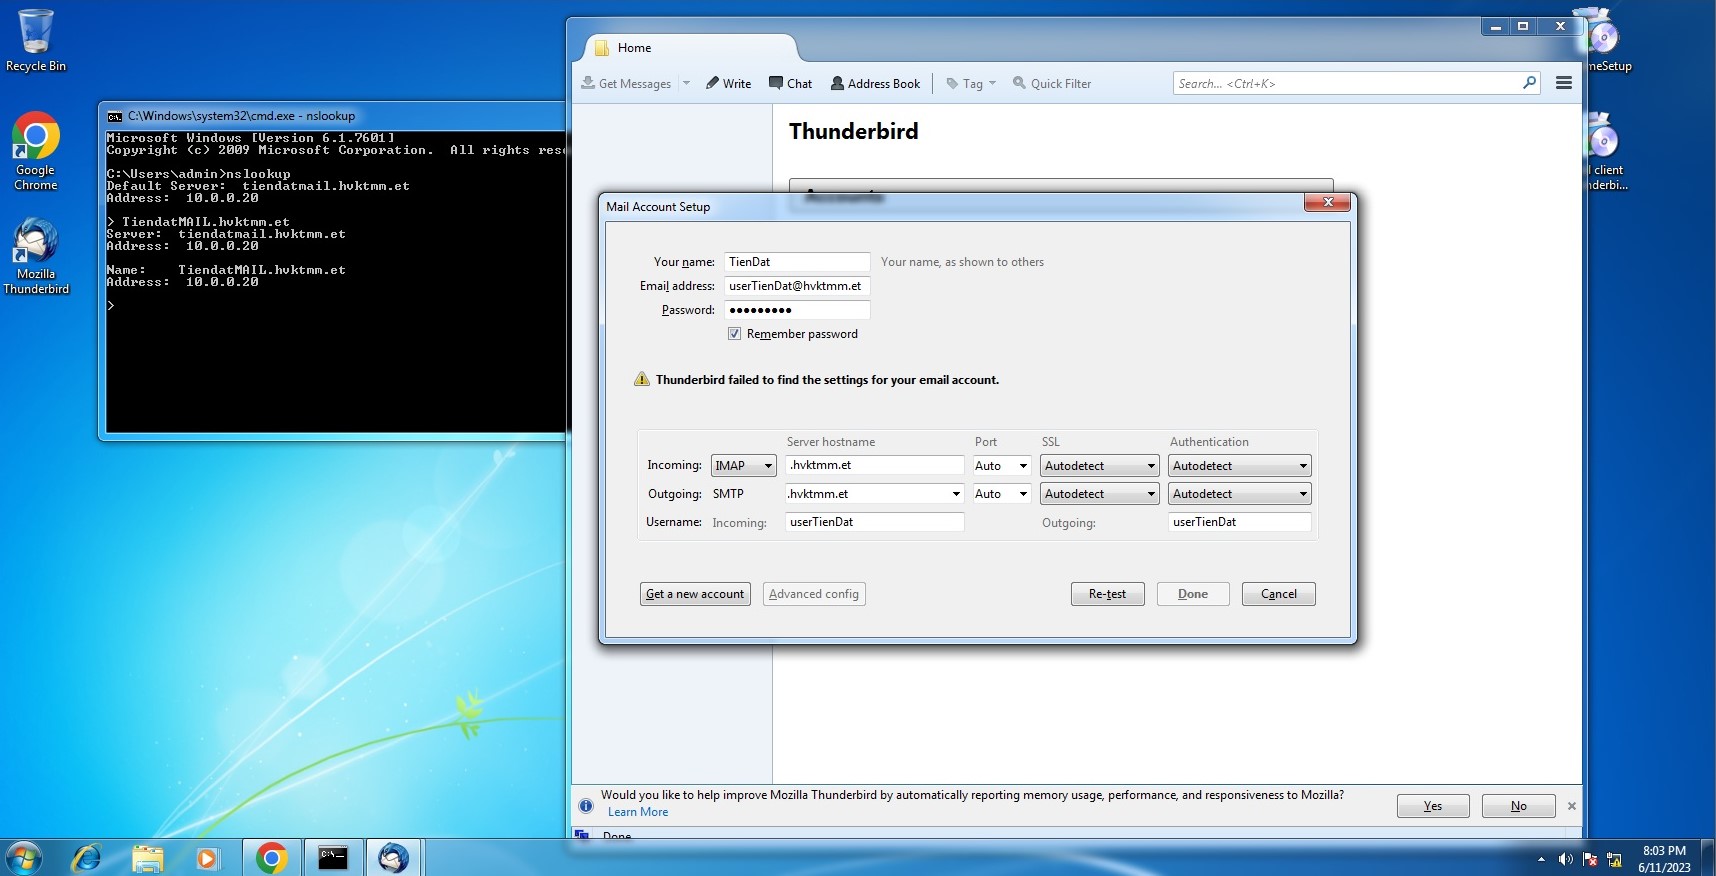 Recycle Bin
Google
Chrome
Mozilla
Thunderbird
C:\Windows\system32\cmd.exe - nslookup
Microsoft Windows [Version 6.1.7601]
Copyright (c) 2009 Microsoft Corporation.  All rights rese
C:\Users\admin>nslookup
Default Server:  tiendatmail.hvktmm.et
Address:  10.0.0.20
> TiendatMAIL.hvktmm.et
Server:  tiendatmail.hvktmm.et
Address:  10.0.0.20
Name:    TiendatMAIL.hvktmm.et
Address:  10.0.0.20
>
Home
Get Messages Write Chat Address Book Tag Quick Filter Search... <Ctrl+K>
Thunderbird
Accounts
Mail Account Setup
Your name: TienDat Your name, as shown to others
Email address: userTienDat@hvktmm.et
Password: ●●●●●●●●●
Remember password
Thunderbird failed to find the settings for your email account.
Server hostname Port SSL Authentication
Incoming: IMAP .hvktmm.et Auto Autodetect Autodetect
Outgoing: SMTP .hvktmm.et Auto Autodetect Autodetect
Username: Incoming: userTienDat Outgoing: userTienDat
Get a new account Advanced config Re-test Done Cancel
Would you like to help improve Mozilla Thunderbird by automatically reporting memory usage, performance, and responsiveness to Mozilla?
Learn More
Yes No
Done
meSetup
l client
nderbi...
8:03 PM
6/11/2023